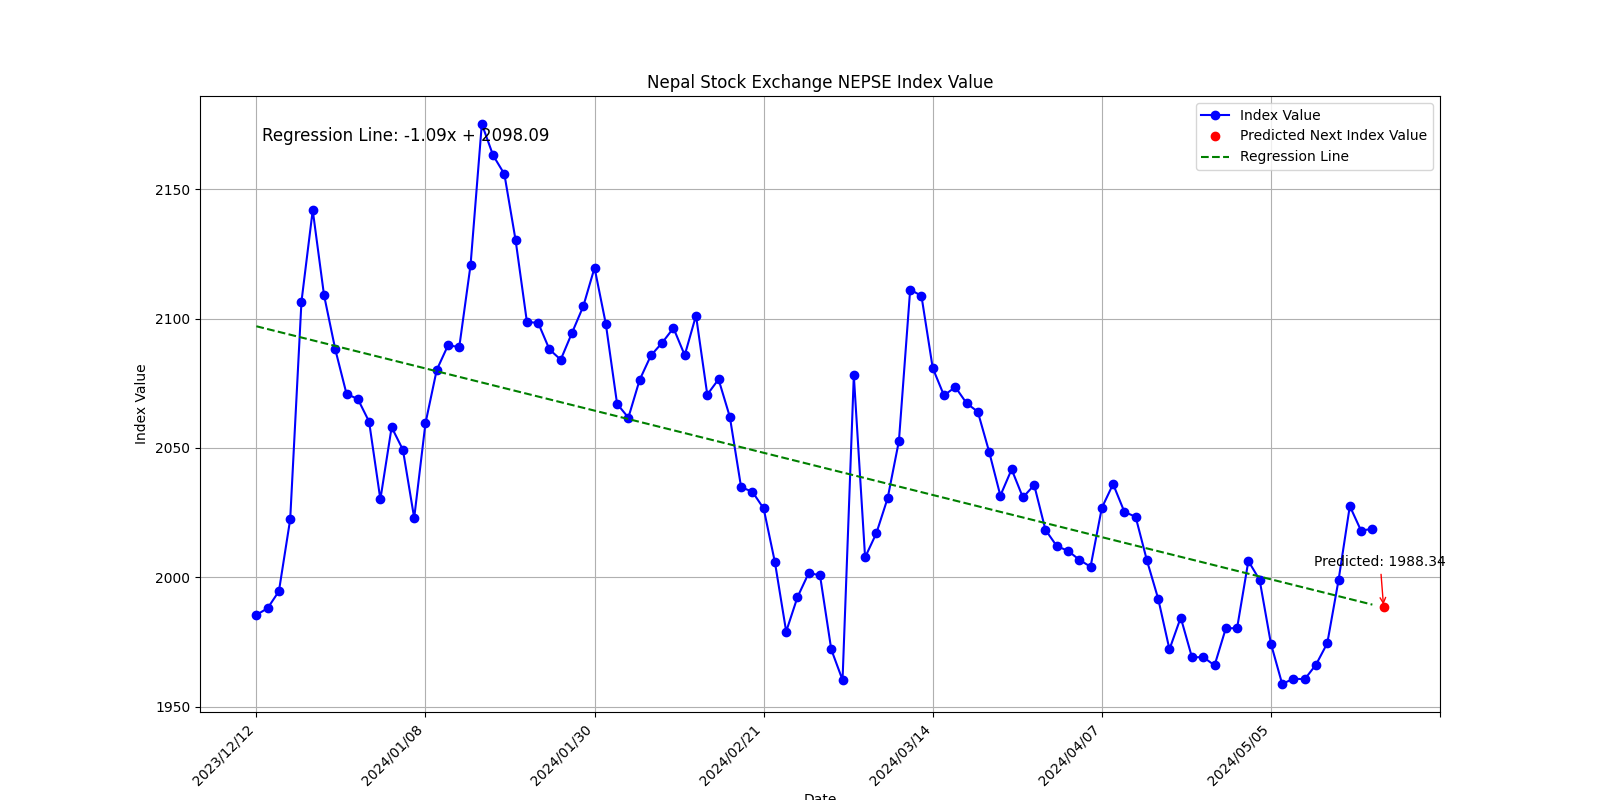 Nepal Stock Exchange NEPSE Index Value
Regression Line: -1.09x + 2098.09
Index Value
Predicted Next Index Value
Regression Line
2150
2100
2050
2000
1950
Index Value
Predicted: 1988.34
2023/12/12
2024/01/08
2024/01/30
2024/02/21
2024/03/14
2024/04/07
2024/05/05
Date